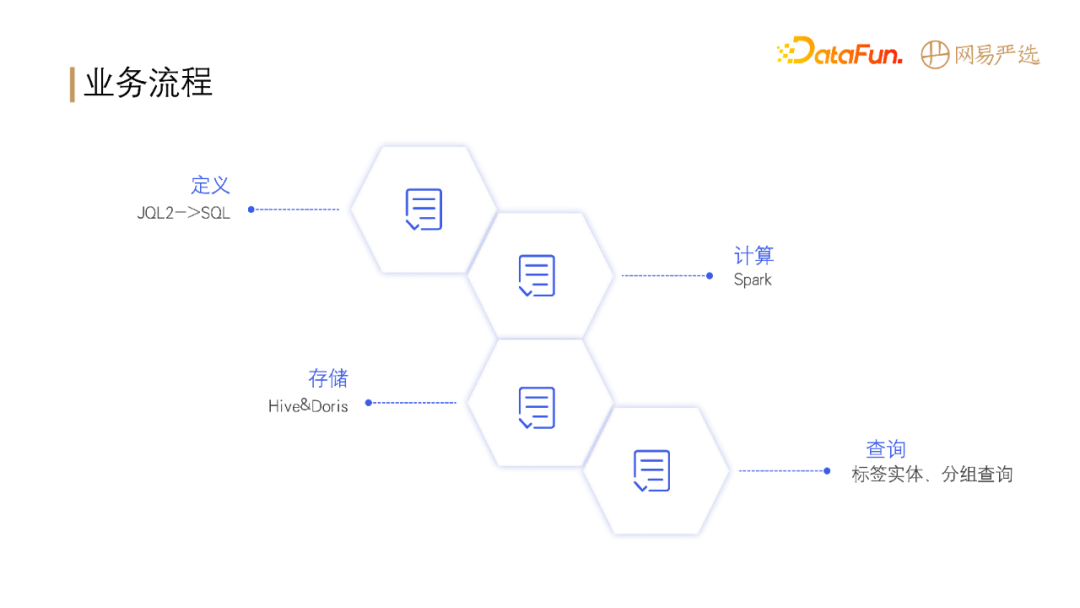 DataFun.
网易严选
业务流程
定义
JQL2->SQL
计算
Spark
存储
Hive&Doris
查询
标签实体、分组查询